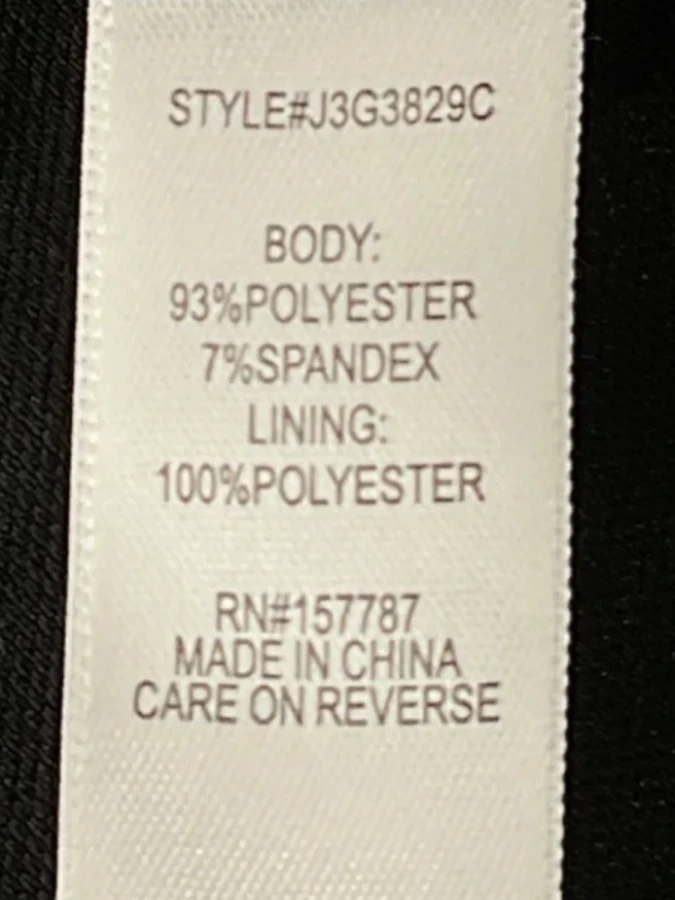 STYLE#J3G3829C
BODY:
93%POLYESTER
7%SPANDEX
LINING:
100%POLYESTER
RN#157787
MADE IN CHINA
CARE ON REVERSE